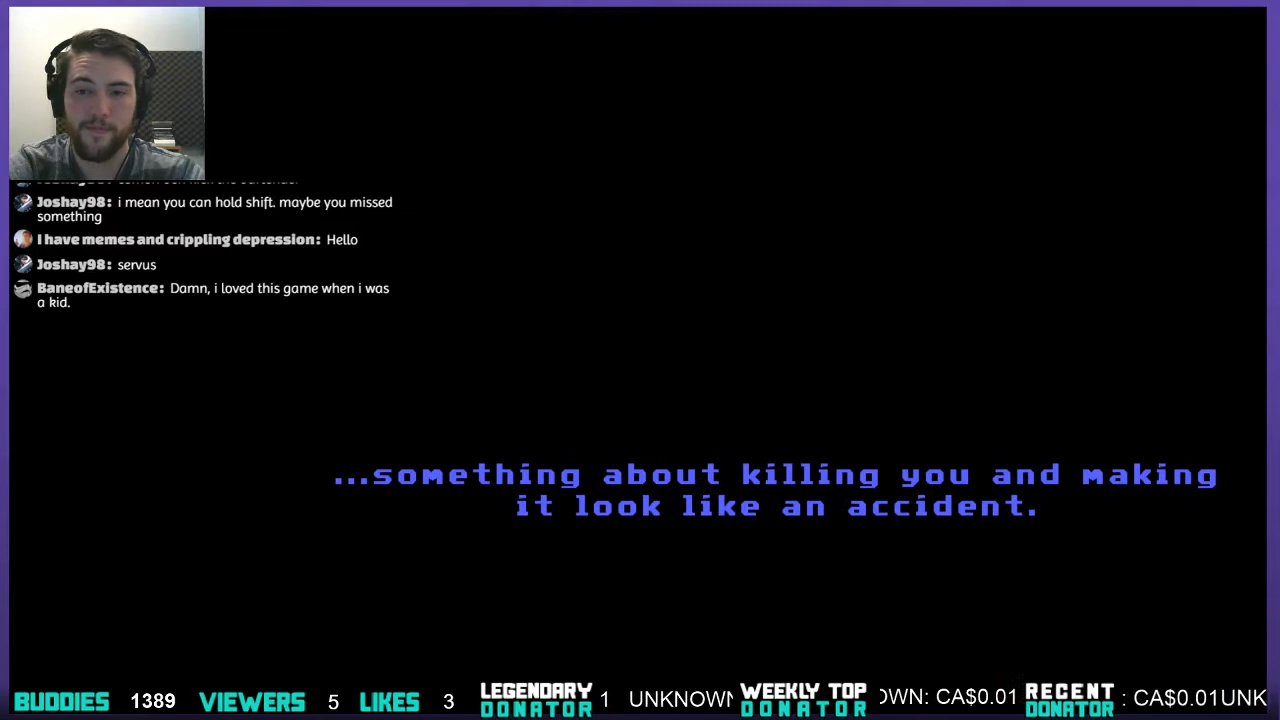 Joshay98: i mean you can hold shift. maybe you missed
something
I have memes and crippling depression: Hello
Joshay98: servus
BaneofExistence: Damn, i loved this game when i was
a kid.
...something about killing you and making
it look like an accident.
BUDDIES 1389 VIEWERS 5 LIKES 3 LEGENDARY DONATOR 1 UNKNOWN WEEKLY TOP DONATOR OWN: CA$0.01 RECENT DONATOR : CA$0.01UNK